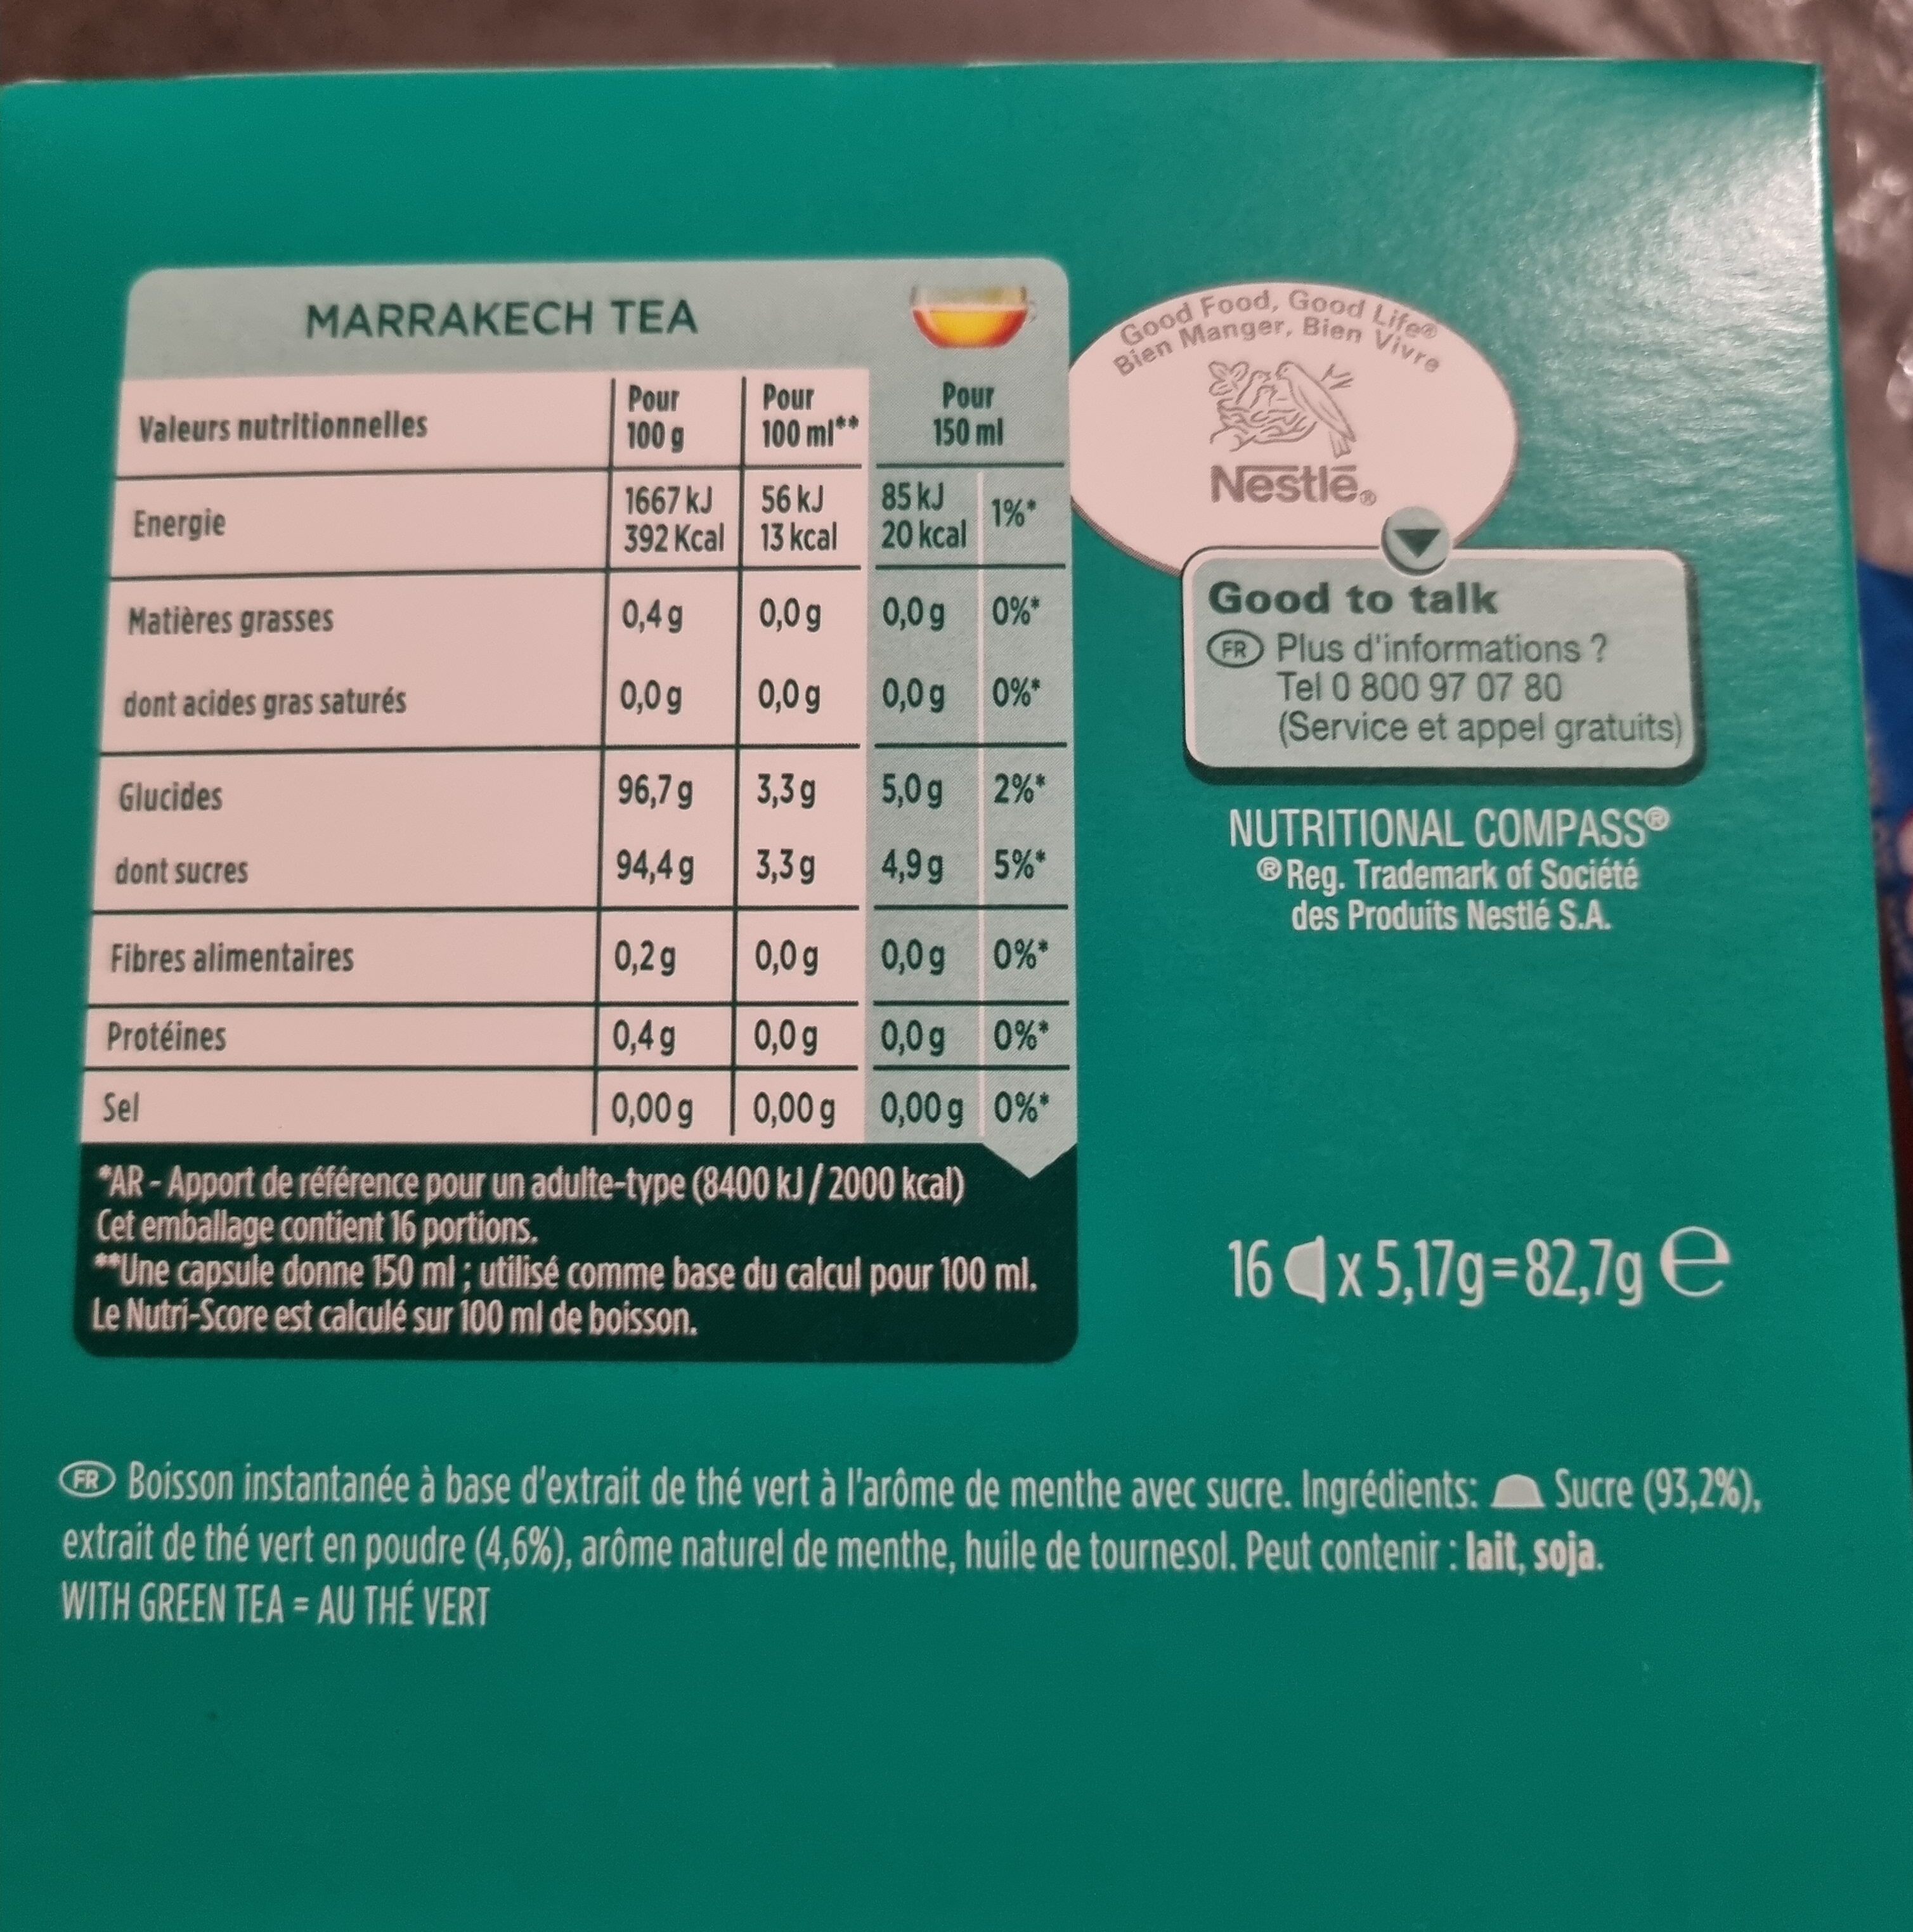 MARRAKECH TEA
Valeurs nutritionnelles Pour 100 g Pour 100 ml** Pour 150 ml
Energie 1667 kJ 392 Kcal 56 kJ 13 kcal 85 kJ 20 kcal 1%*
Matières grasses 0,4 g 0,0 g 0,0 g 0%*
dont acides gras saturés 0,0 g 0,0 g 0,0 g 0%*
Glucides 96,7 g 3,3 g 5,0 g 2%*
dont sucres 94,4 g 3,3 g 4,9 g 5%*
Fibres alimentaires 0,2 g 0,0 g 0,0 g 0%*
Protéines 0,4 g 0,0 g 0,0 g 0%*
Sel 0,00 g 0,00 g 0,00 g 0%*
*AR - Apport de référence pour un adulte-type (8400 kJ / 2000 kcal)
Cet emballage contient 16 portions.
**Une capsule donne 150 ml ; utilisé comme base du calcul pour 100 ml.
Le Nutri-Score est calculé sur 100 ml de boisson.
Good Food, Good Life®
Bien Manger, Bien Vivre
Nestlé®
Good to talk
FR Plus d'informations ?
Tel 0 800 97 07 80
(Service et appel gratuits)
NUTRITIONAL COMPASS®
® Reg. Trademark of Société
des Produits Nestlé S.A.
16 x 5,17g=82,7g e
FR Boisson instantanée à base d'extrait de thé vert à l'arôme de menthe avec sucre. Ingrédients: Sucre (93,2%),
extrait de thé vert en poudre (4,6%), arôme naturel de menthe, huile de tournesol. Peut contenir : lait, soja.
WITH GREEN TEA = AU THÉ VERT